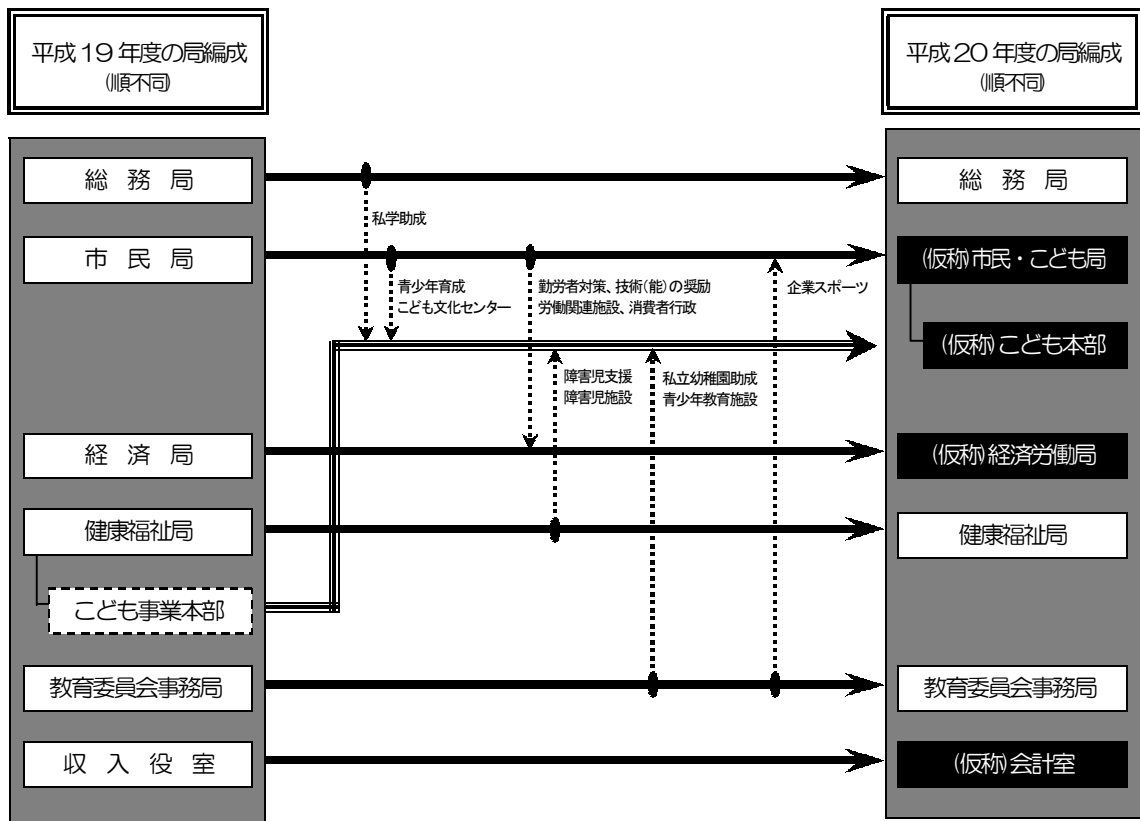 平成19年度の局編成
(順不同)
平成20年度の局編成
(順不同)
総務局
総務局
私学助成
市民局
(仮称)市民・こども局
青少年育成
こども文化センター
勤労者対策、技術(能)の奨励
労働関連施設、消費者行政
企業スポーツ
(仮称)こども本部
障害児支援
障害児施設
私立幼稚園助成
青少年教育施設
経済局
(仮称)経済労働局
健康福祉局
健康福祉局
こども事業本部
教育委員会事務局
教育委員会事務局
収入役室
(仮称)会計室